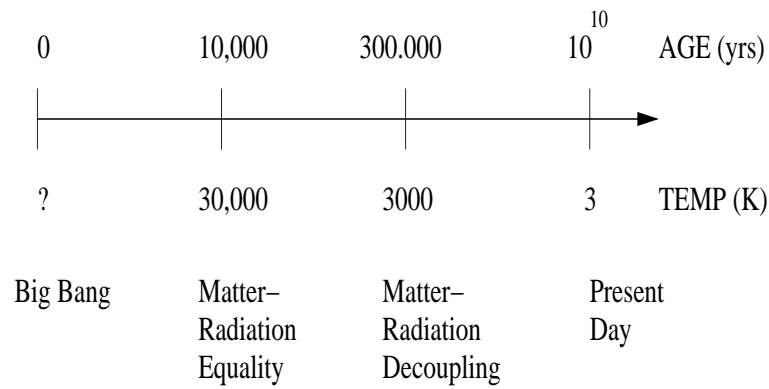 0 10,000 300.000 10^10 AGE (yrs)
? 30,000 3000 3 TEMP (K)
Big Bang
Matter–
Radiation
Equality
Matter–
Radiation
Decoupling
Present
Day